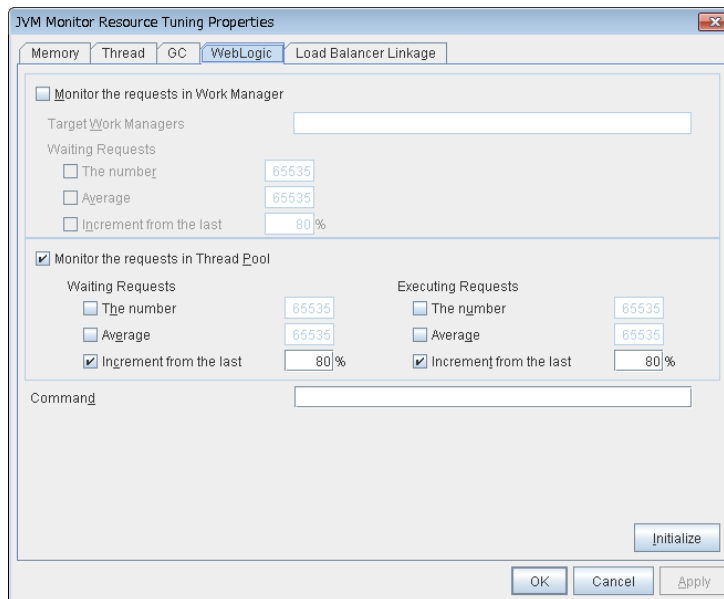 JVM Monitor Resource Tuning Properties
Memory Thread GC WebLogic Load Balancer Linkage
Monitor the requests in Work Manager
Target Work Managers
Waiting Requests
The number 65535
Average 65535
Increment from the last 80 %
Monitor the requests in Thread Pool
Waiting Requests Executing Requests
The number 65535 The number 65535
Average 65535 Average 65535
Increment from the last 80 % Increment from the last 80 %
Command
Initialize
OK Cancel Apply